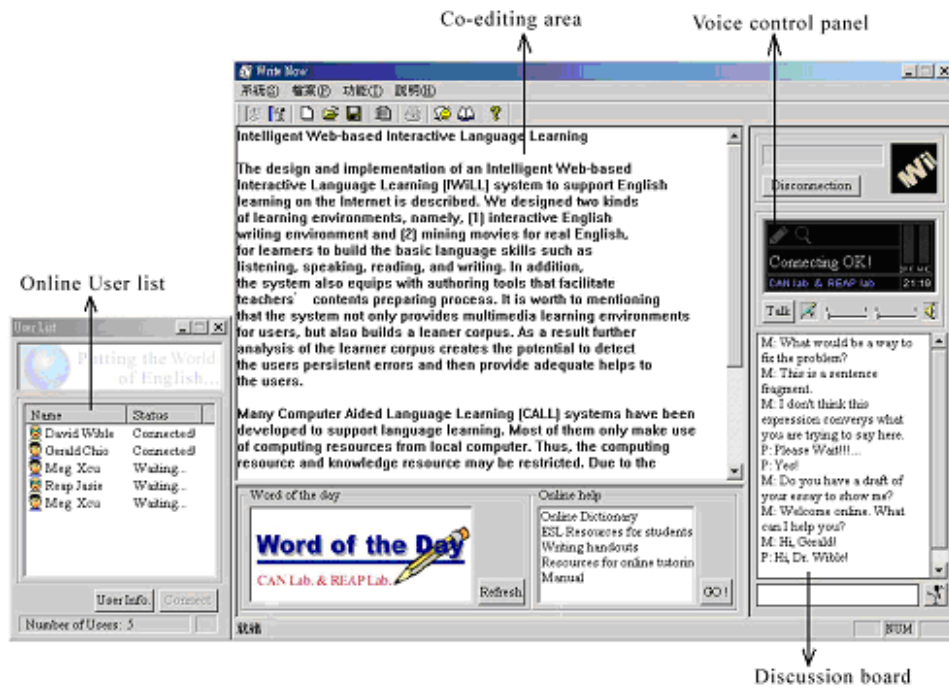 Co-editing area
Voice control panel
Write Now
系統(S) 檔案(F) 功能(T) 說明(H)
Intelligent Web-based Interactive Language Learning
The design and implementation of an Intelligent Web-based
Interactive Language Learning (IWiLL) system to support English
learning on the Internet is described. We designed two kinds
of learning environments, namely, (1) interactive English
writing environment and (2) mining movies for real English,
for learners to build the basic language skills such as
listening, speaking, reading, and writing. In addition,
the system also equips with authoring tools that facilitate
teachers' contents preparing process. It is worth to mentioning
that the system not only provides multimedia learning environments
for users, but also builds a leaner corpus. As a result further
analysis of the learner corpus creates the potential to detect
the users persistent errors and then provide adequate helps to
the users.
Many Computer Aided Language Learning (CALL) systems have been
developed to support language learning. Most of them only make use
of computing resources from local computer. Thus, the computing
resource and knowledge resource may be restricted. Due to the
Disconnection
Wi
Connecting OK!
CAN lab & REAP lab 21:19
Talk
M: What would be a way to
fix the problem?
M: This is a sentence
fragment.
M: I don't think this
expression converys what
you are trying to say here.
P: Please Wait!!!...
P: Yes!
M: Do you have a draft of
your essay to show me?
M: Welcome online. What
can I help you?
M: Hi, Gerald!
P: Hi, Dr. Wible!
Online User list
User List
Putting the World
of English...
Name Status
David Wible Connected!
Gerald Chio Connected!
Meg Xcu Waiting...
Reap Jasie Waiting...
Meg Xcu Waiting...
User Info. Connect
Number of Users: 5
Word of the day
Word of the Day
CAN Lab. & REAP Lab.
Refresh
Online help
Online Dictionary
ESL Resources for students
Writing handouts
Resources for online tutorin
Manual
GO !
就緒
NUM
Discussion board